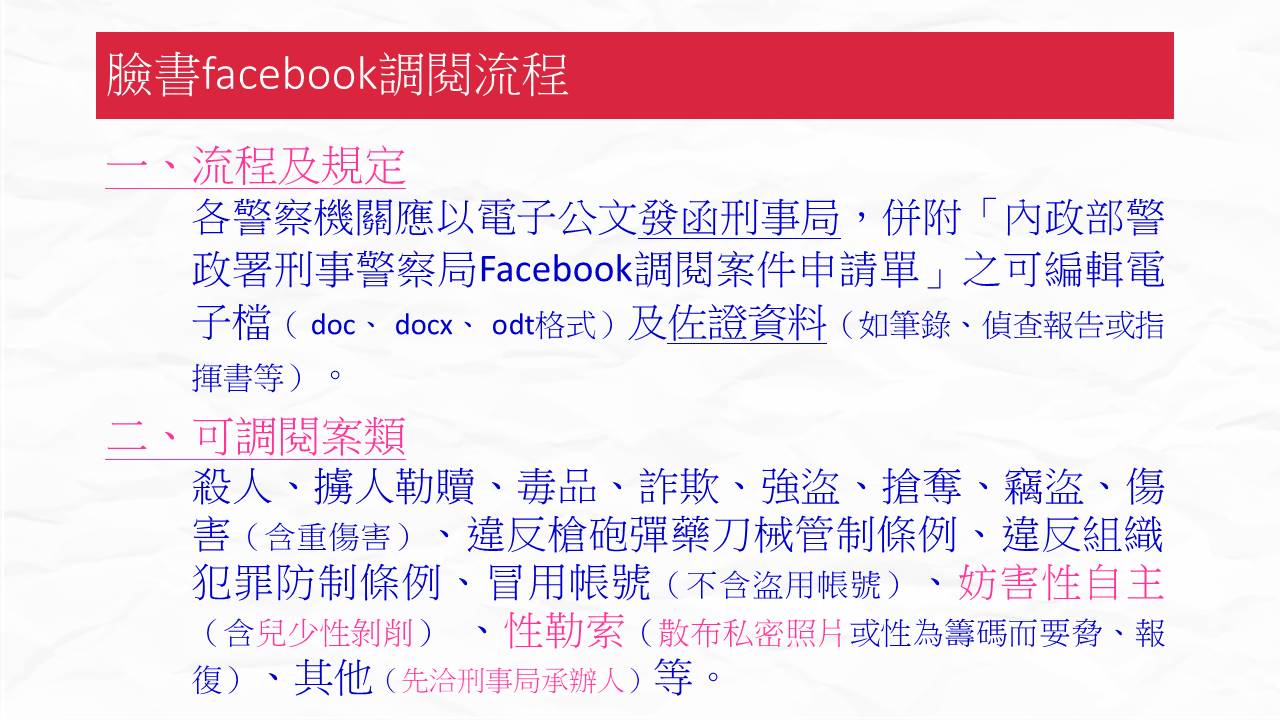 臉書facebook調閱流程
一、流程及規定
各警察機關應以電子公文發函刑事局，併附「內政部警
政署刑事警察局Facebook調閱案件申請單」之可編輯電
子檔（ doc、 docx、 odt格式）及佐證資料（如筆錄、偵查報告或指
揮書等）。
二、可調閱案類
殺人、擄人勒贖、毒品、詐欺、強盜、搶奪、竊盜、傷
害（含重傷害）、違反槍砲彈藥刀械管制條例、違反組織
犯罪防制條例、冒用帳號（不含盜用帳號）、妨害性自主
（含兒少性剝削） 、性勒索（散布私密照片或性為籌碼而要脅、報
復）、其他（先洽刑事局承辦人）等。